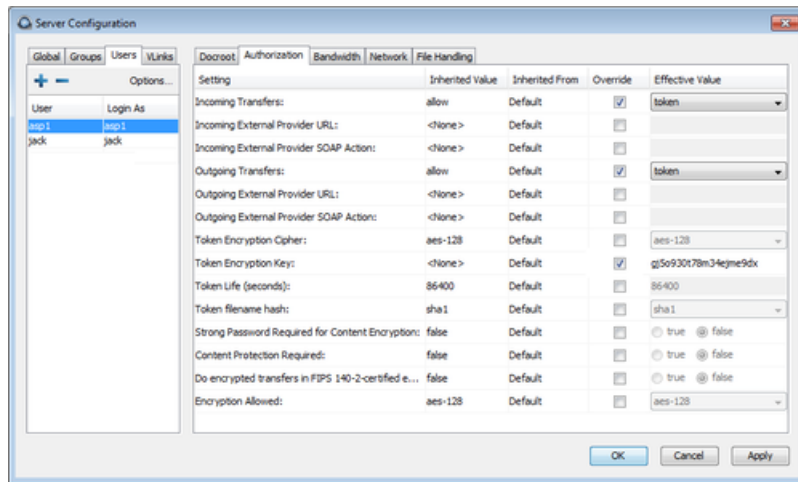 Server Configuration
Global Groups Users VLinks
Docroot Authorization Bandwidth Network File Handling
Options...
User Login As
asp1 asp1
jack jack
Setting Inherited Value Inherited From Override Effective Value
Incoming Transfers: allow Default token
Incoming External Provider URL: <None> Default
Incoming External Provider SOAP Action: <None> Default
Outgoing Transfers: allow Default token
Outgoing External Provider URL: <None> Default
Outgoing External Provider SOAP Action: <None> Default
Token Encryption Cipher: aes-128 Default aes-128
Token Encryption Key: <None> Default gj5o930t78m34ejme9dx
Token Life (seconds): 86400 Default 86400
Token filename hash: sha1 Default sha1
Strong Password Required for Content Encryption: false Default true false
Content Protection Required: false Default true false
Do encrypted transfers in FIPS 140-2-certified e... false Default true false
Encryption Allowed: aes-128 Default aes-128
OK Cancel Apply